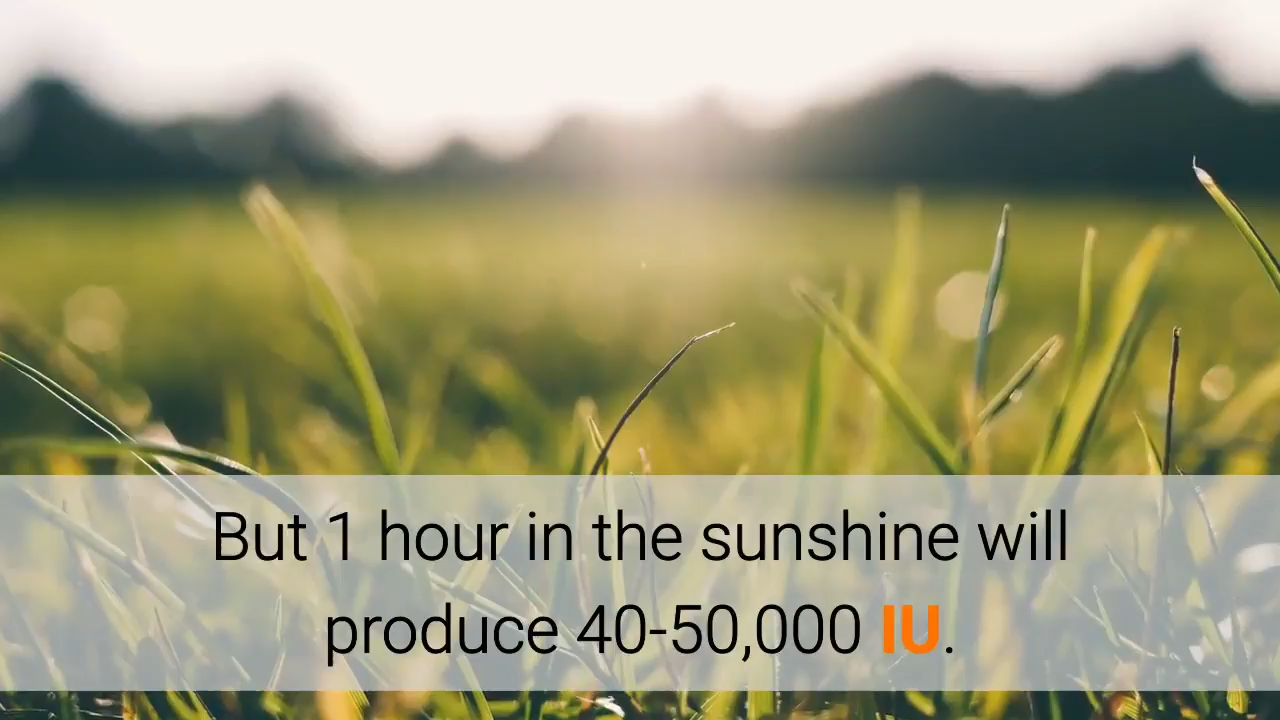 But 1 hour in the sunshine will
produce 40-50,000 IU.